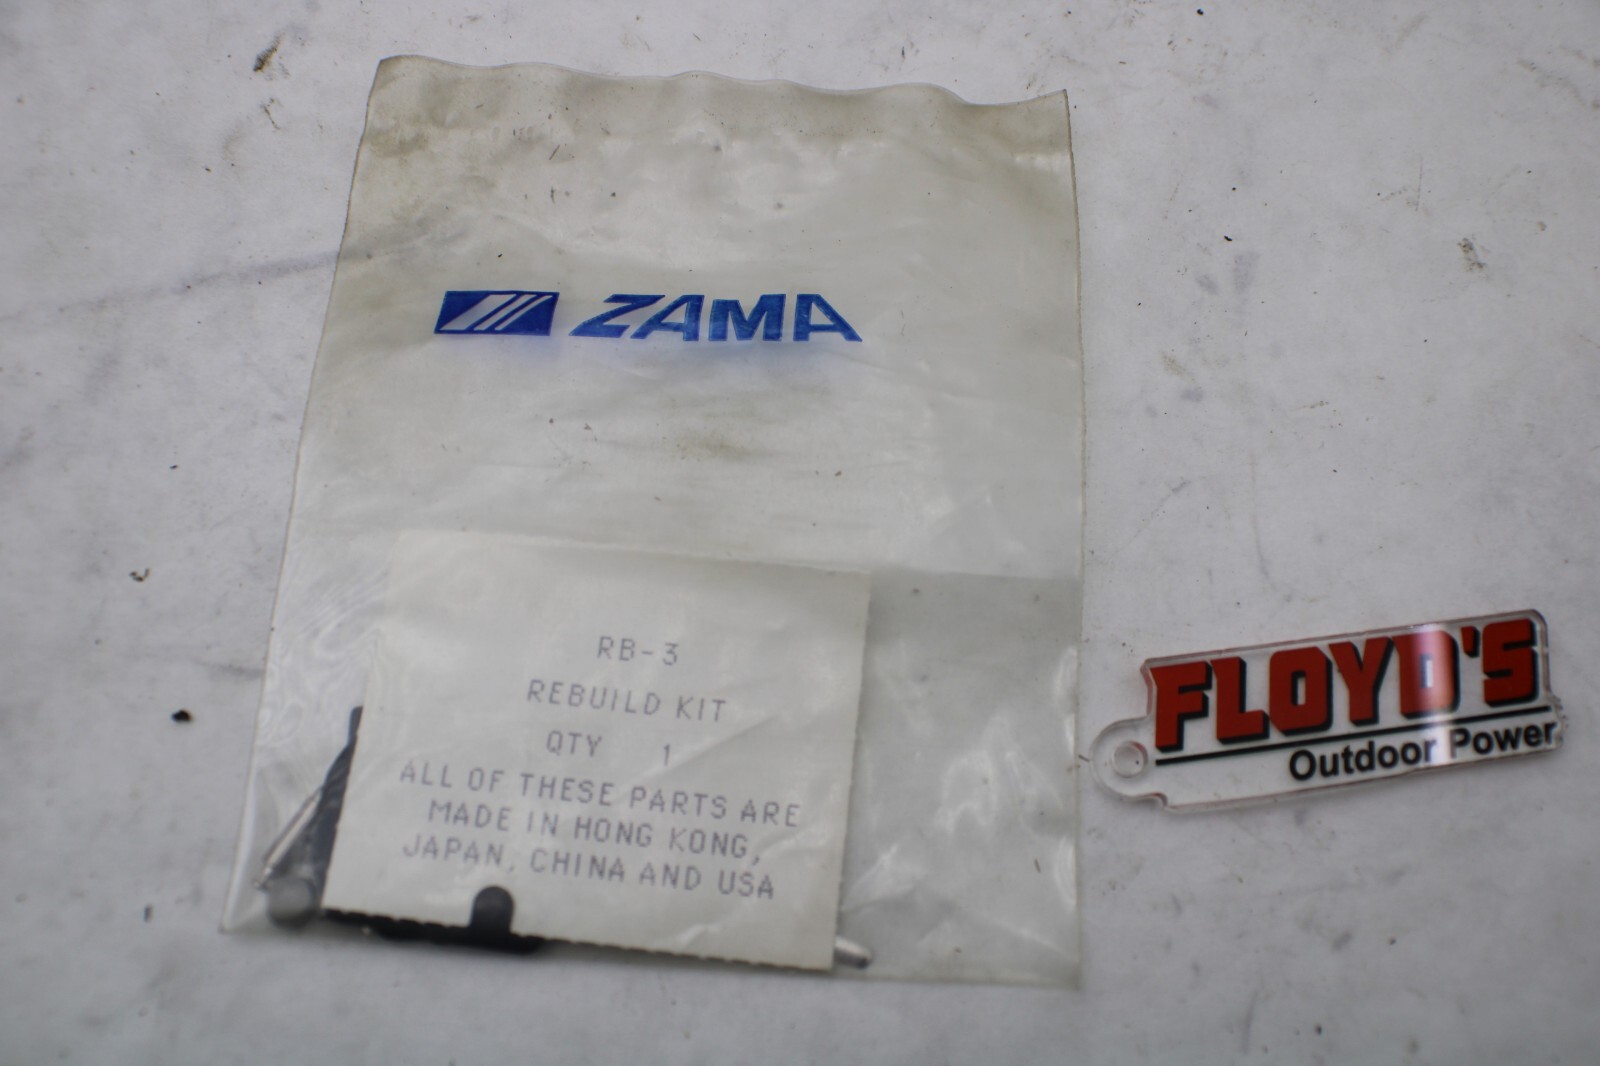 ZAMA
RB-3
REBUILD KIT
QTY 1
ALL OF THESE PARTS ARE
MADE IN HONG KONG,
JAPAN, CHINA AND USA
FLOYD'S
Outdoor Power